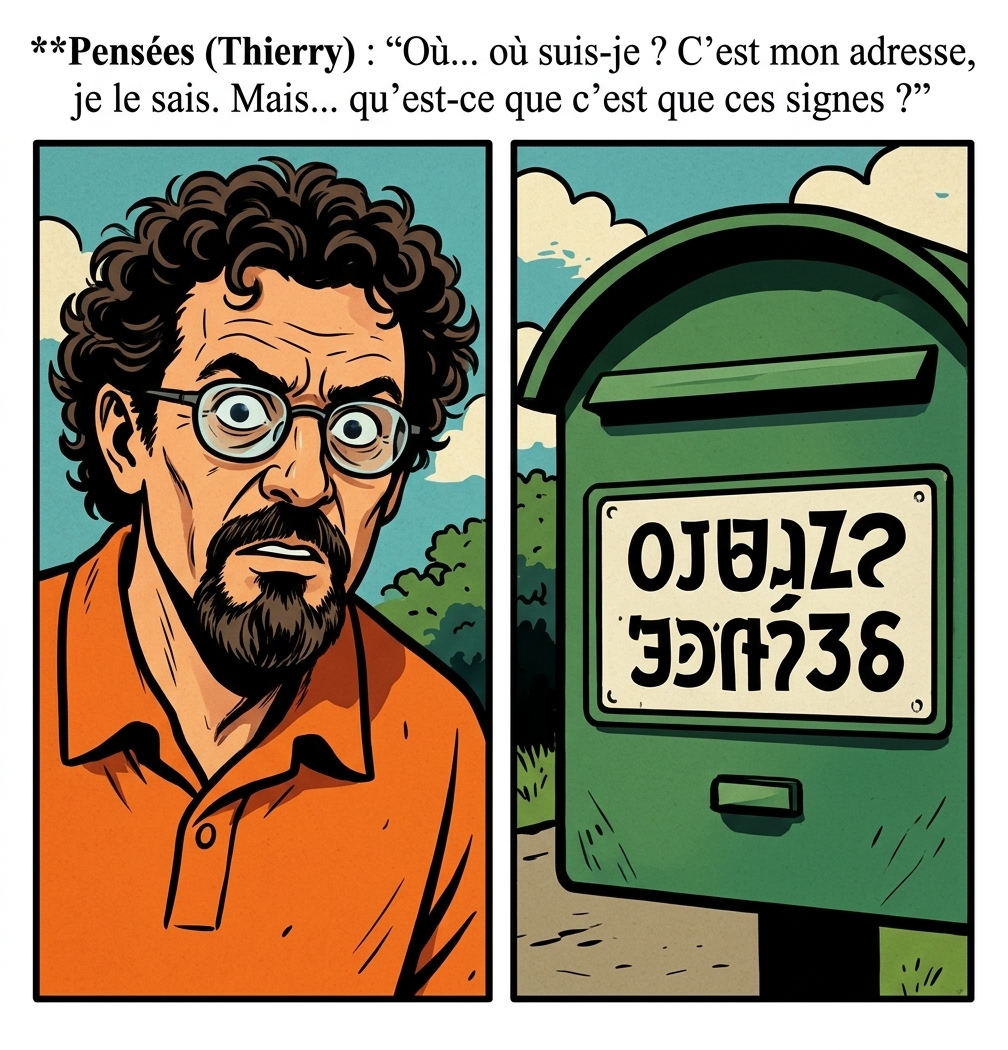 **Pensées (Thierry) : “Où... où suis-je ? C’est mon adresse,
je le sais. Mais... qu’est-ce que c’est que ces signes ?”